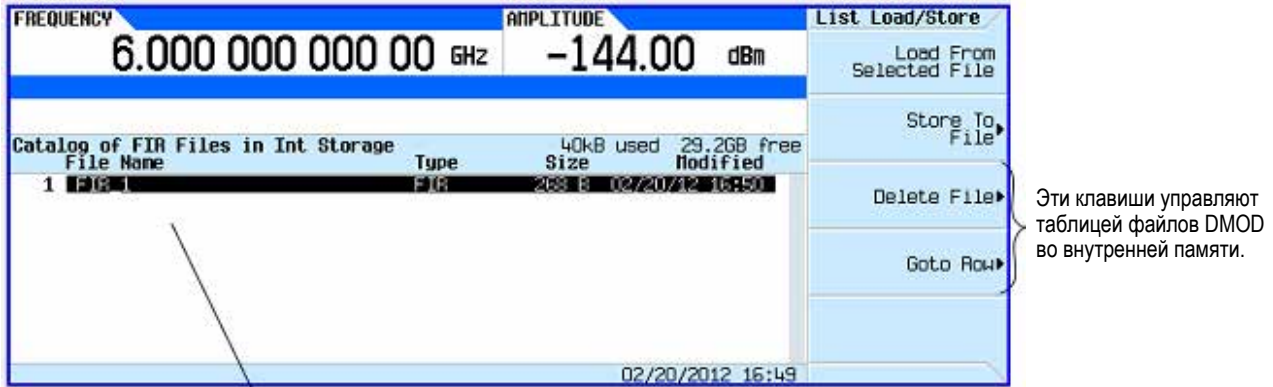 FREQUENCY
6.000 000 000 00 GHz
AMPLITUDE
-144.00 dBm
List Load/Store
Load From
Selected File
Store To
File
Delete File
Goto Row
Catalog of FIR Files in Int Storage 40kB used 29.2GB free
File Name Type Size Modified
1 FIR_1 FIR 268 B 02/20/12 16:50
02/20/2012 16:49
Эти клавиши управляют
таблицей файлов DMOD
во внутренней памяти.